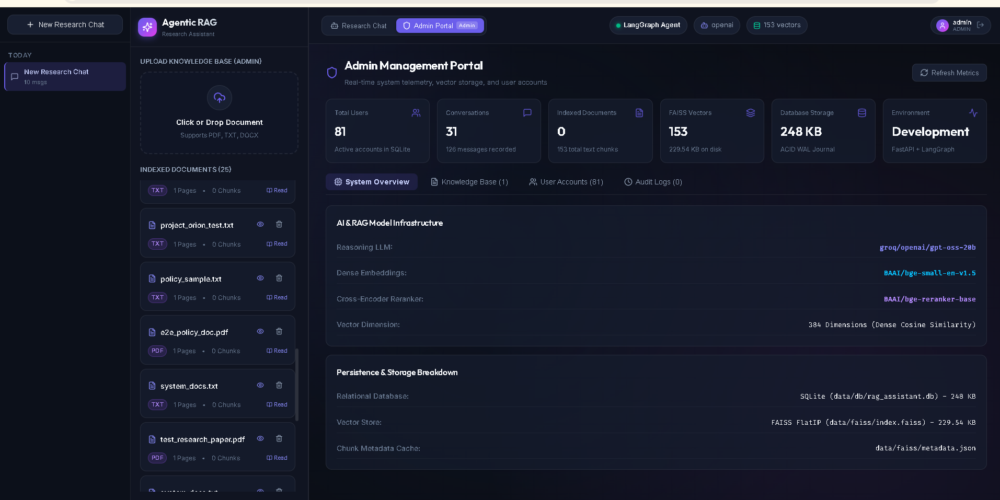 New Research Chat
TODAY
New Research Chat
10 msgs
Agentic RAG
Research Assistant
UPLOAD KNOWLEDGE BASE (ADMIN)
Click or Drop Document
Supports PDF, TXT, DOCX
INDEXED DOCUMENTS (25)
TXT 1 Pages • 0 Chunks Read
project_orion_test.txt
TXT 1 Pages • 0 Chunks Read
policy_sample.txt
TXT 1 Pages • 0 Chunks Read
e2e_policy_doc.pdf
PDF 1 Pages • 0 Chunks Read
system_docs.txt
TXT 1 Pages • 0 Chunks Read
test_research_paper.pdf
PDF 1 Pages • 0 Chunks Read
Research Chat
Admin Portal Admin
LangGraph Agent
openai
153 vectors
admin
ADMIN
Admin Management Portal
Real-time system telemetry, vector storage, and user accounts
Refresh Metrics
Total Users
81
Active accounts in SQLite
Conversations
31
126 messages recorded
Indexed Documents
0
153 total text chunks
FAISS Vectors
153
229.54 KB on disk
Database Storage
248 KB
ACID WAL Journal
Environment
Development
FastAPI + LangGraph
System Overview
Knowledge Base (1)
User Accounts (81)
Audit Logs (0)
AI & RAG Model Infrastructure
Reasoning LLM: groq/openai/gpt-oss-20b
Dense Embeddings: BAAI/bge-small-en-v1.5
Cross-Encoder Reranker: BAAI/bge-reranker-base
Vector Dimension: 384 Dimensions (Dense Cosine Similarity)
Persistence & Storage Breakdown
Relational Database: SQLite (data/db/rag_assistant.db) - 248 KB
Vector Store: FAISS FlatIP (data/faiss/index.faiss) - 229.54 KB
Chunk Metadata Cache: data/faiss/metadata.json